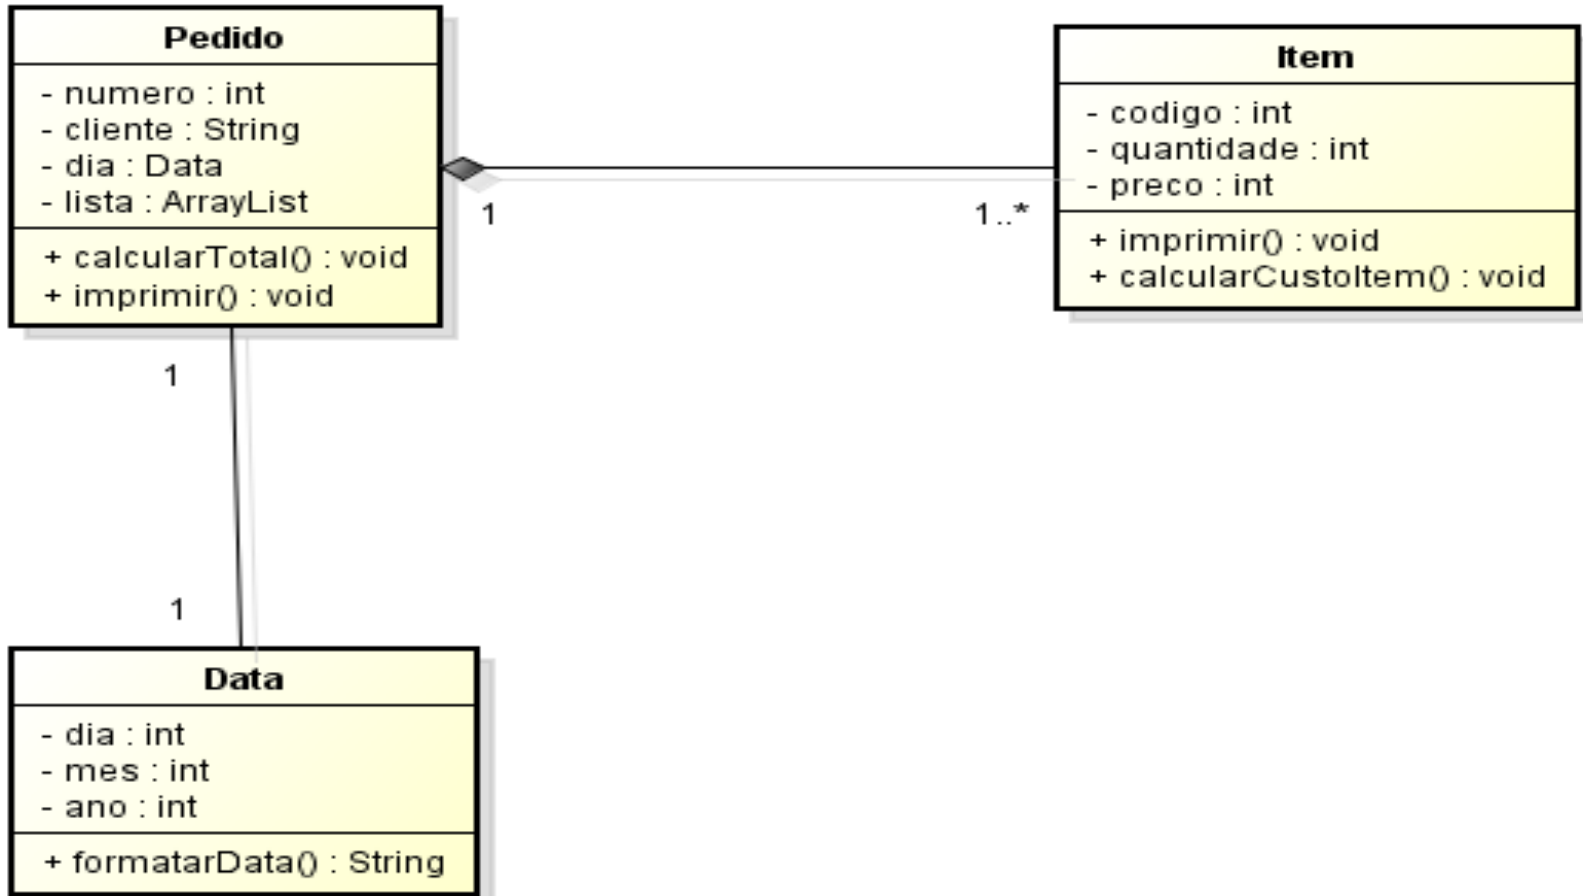 Pedido
- numero : int
- cliente : String
- dia : Data
- lista : ArrayList
+ calcularTotal() : void
+ imprimir() : void
1
1..*
Item
- codigo : int
- quantidade : int
- preco : int
+ imprimir() : void
+ calcularCustoItem() : void
1
1
Data
- dia : int
- mes : int
- ano : int
+ formatarData() : String